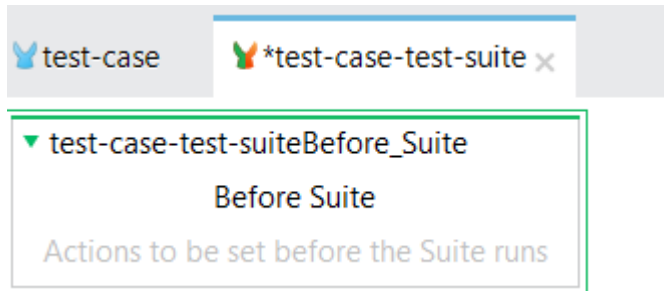 test-case
*test-case-test-suite
test-case-test-suiteBefore_Suite
Before Suite
Actions to be set before the Suite runs